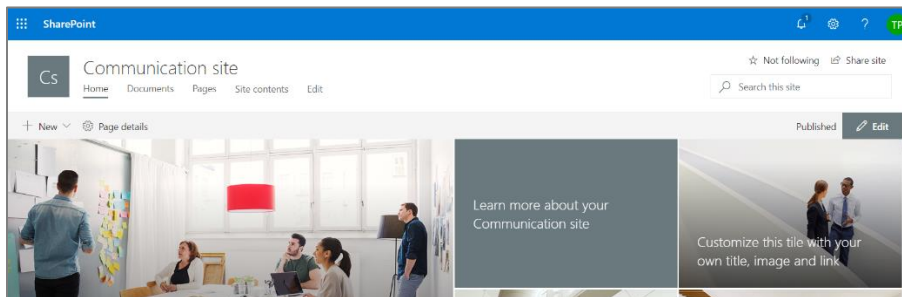 SharePoint
1
?
TP
Cs
Communication site
Home Documents Pages Site contents Edit
Not following Share site
Search this site
New Page details
Published Edit
Learn more about your
Communication site
Customize this tile with your
own title, image and link